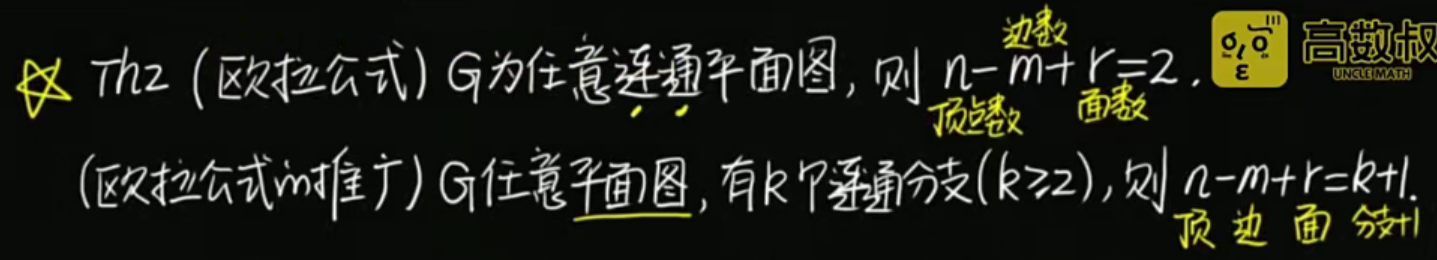 边数
☆ Th2 (欧拉公式) G为任意连通平面图, 则 n-m+r=2.
顶点数 面数
高数叔
UNCLE MATH
(欧拉公式的推广) G任意平面图, 有k个连通分支(k≥2), 则 n-m+r=k+1.
顶 边 面 分支+1